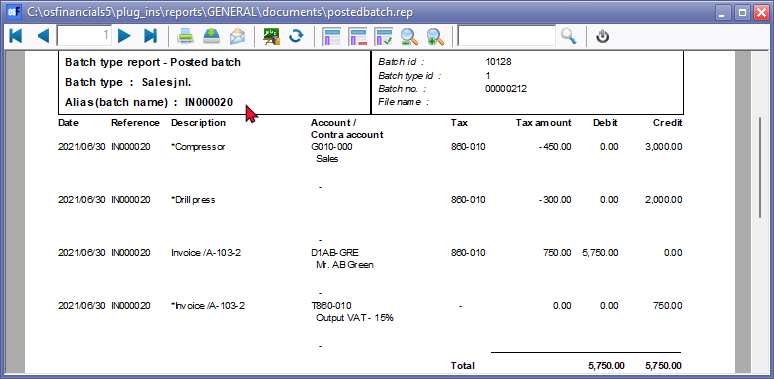 C:\osfinancials5\plug_ins\reports\GENERAL\documents\postedbatch.rep
1
Batch type report - Posted batch
Batch type : Sales jnl.
Alias (batch name) : IN000020
Batch id : 10128
Batch type id : 1
Batch no. : 00000212
File name :
Date Reference Description Account / Contra account Tax Tax amount Debit Credit
2021/06/30 IN000020 *Compressor G010-000 860-010 -450.00 0.00 3,000.00
Sales
-
2021/06/30 IN000020 *Drill press 860-010 -300.00 0.00 2,000.00
-
2021/06/30 IN000020 Invoice /A-103-2 D1AB-GRE 860-010 750.00 5,750.00 0.00
Mr. AB Green
-
2021/06/30 IN000020 *Invoice /A-103-2 T860-010 - 0.00 0.00 750.00
Output VAT - 15%
-
Total 5,750.00 5,750.00